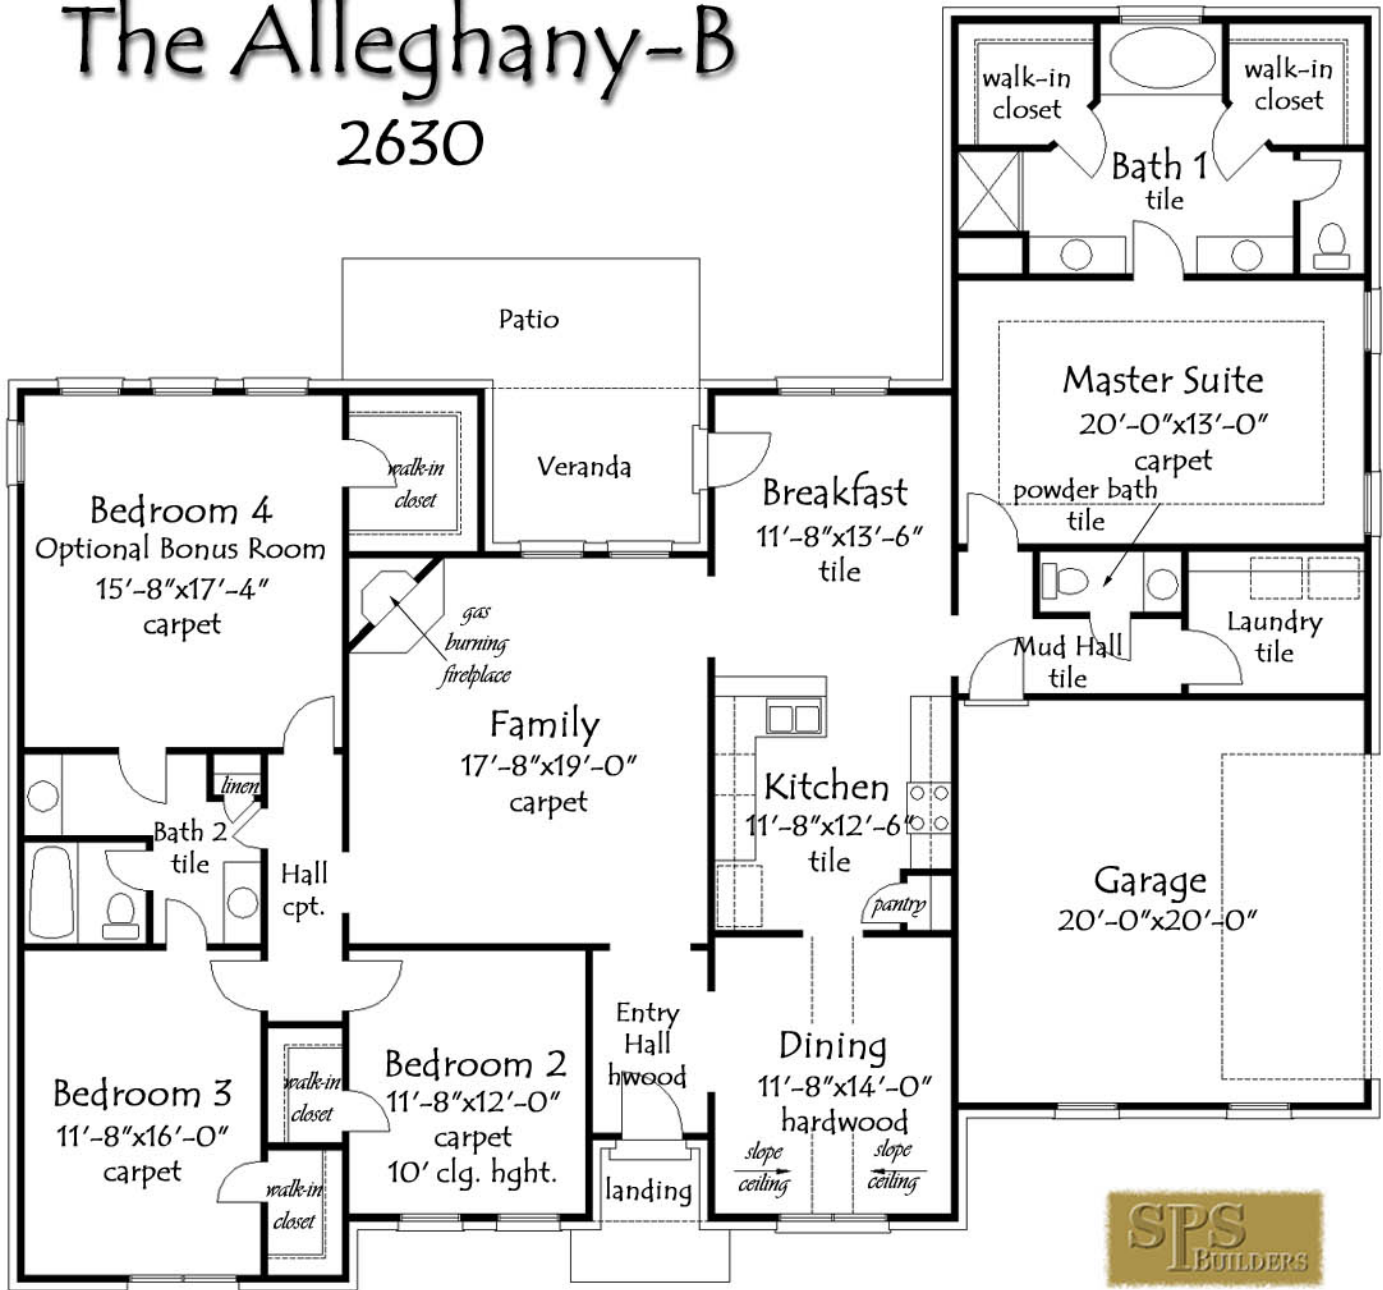 The Alleghany-B
2630
walk-in
closet
walk-in
closet
Bath 1
tile
Patio
Master Suite
20'-0"x13'-0"
carpet
powder bath
tile
walk-in
closet
Veranda
Bedroom 4
Optional Bonus Room
15'-8"x17'-4"
carpet
Breakfast
11'-8"x13'-6"
tile
gas
burning
fireplace
Laundry
tile
Mud Hall
tile
Family
17'-8"x19'-0"
carpet
linen
Bath 2
tile
Kitchen
11'-8"x12'-6"
tile
Hall
cpt.
pantry
Garage
20'-0"x20'-0"
Entry
Hall
hwood
Dining
11'-8"x14'-0"
hardwood
slope
ceiling
slope
ceiling
Bedroom 2
11'-8"x12'-0"
carpet
10' clg. hght.
walk-in
closet
Bedroom 3
11'-8"x16'-0"
carpet
walk-in
closet
landing
SPS
BUILDERS